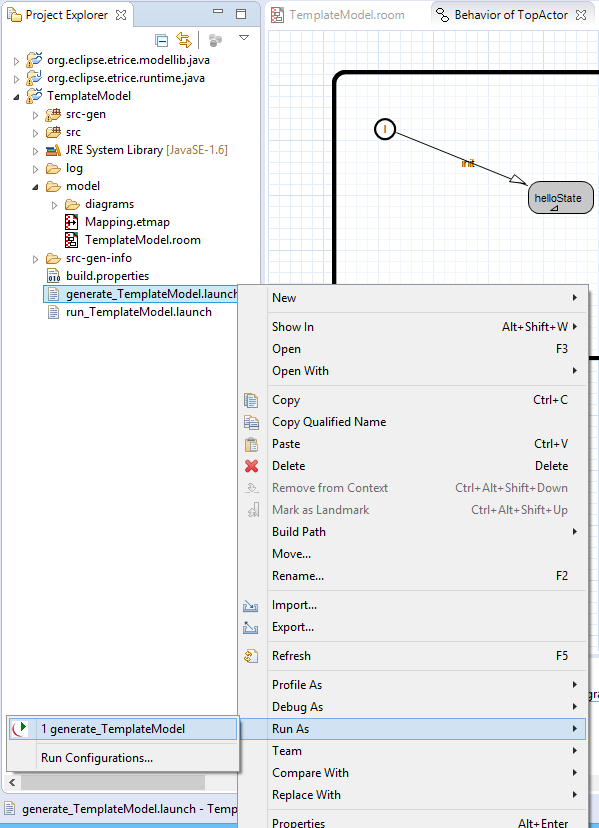 Project Explorer
TemplateModel.room
Behavior of TopActor
org.eclipse.etrice.modellib.java
org.eclipse.etrice.runtime.java
TemplateModel
src-gen
src
JRE System Library [JavaSE-1.6]
log
model
diagrams
Mapping.etmap
TemplateModel.room
src-gen-info
build.properties
generate_TemplateModel.launch
run_TemplateModel.launch
I
init
helloState
New
Show In Alt+Shift+W
Open F3
Open With
Copy Ctrl+C
Copy Qualified Name
Paste Ctrl+V
Delete Delete
Remove from Context Ctrl+Alt+Shift+Down
Mark as Landmark Ctrl+Alt+Shift+Up
Build Path
Move...
Rename... F2
Import...
Export...
Refresh F5
Profile As
Debug As
Run As
Team
Compare With
Replace With
Properties Alt+Enter
1 generate_TemplateModel
Run Configurations...
generate_TemplateModel.launch - Temp